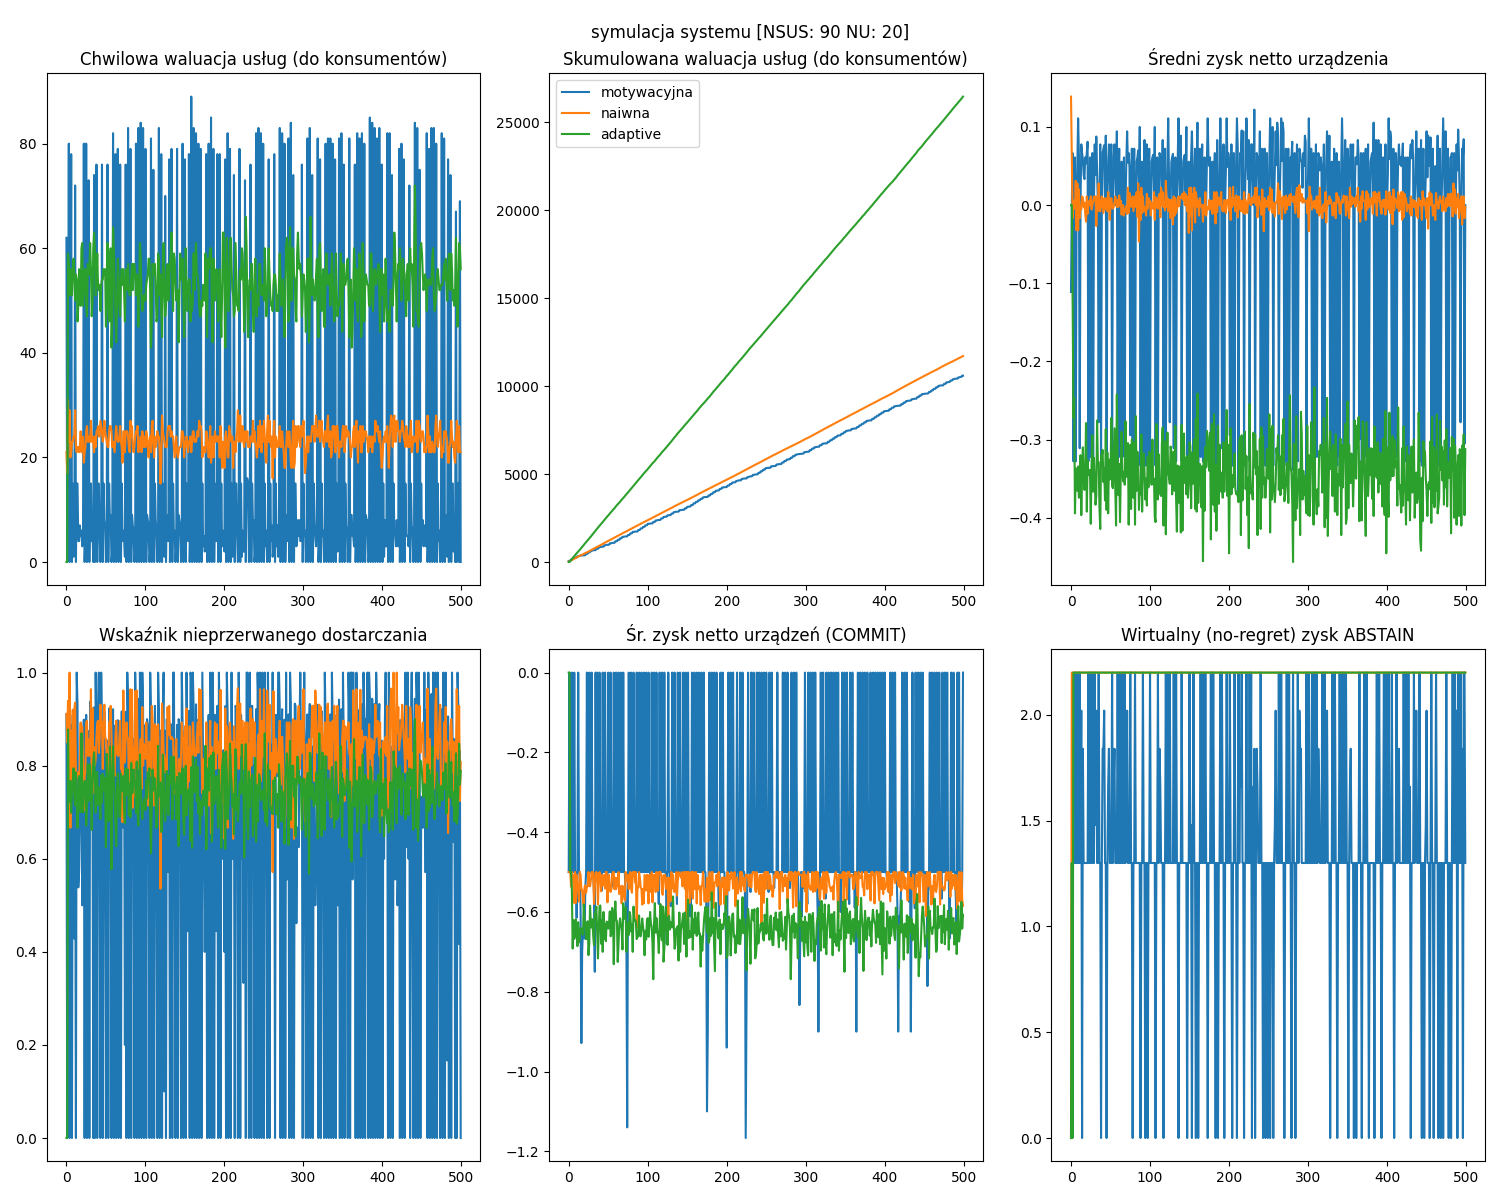 symulacja systemu [NSUS: 90 NU: 20]
Chwilowa waluacja usług (do konsumentów)
80
60
40
20
0
0 100 200 300 400 500
Skumulowana waluacja usług (do konsumentów)
motywacyjna
naiwna
adaptive
25000
20000
15000
10000
5000
0
0 100 200 300 400 500
Średni zysk netto urządzenia
0.1
0.0
−0.1
−0.2
−0.3
−0.4
0 100 200 300 400 500
Wskaźnik nieprzerwanego dostarczania
1.0
0.8
0.6
0.4
0.2
0.0
0 100 200 300 400 500
Śr. zysk netto urządzeń (COMMIT)
0.0
−0.2
−0.4
−0.6
−0.8
−1.0
−1.2
0 100 200 300 400 500
Wirtualny (no-regret) zysk ABSTAIN
2.0
1.5
1.0
0.5
0.0
0 100 200 300 400 500